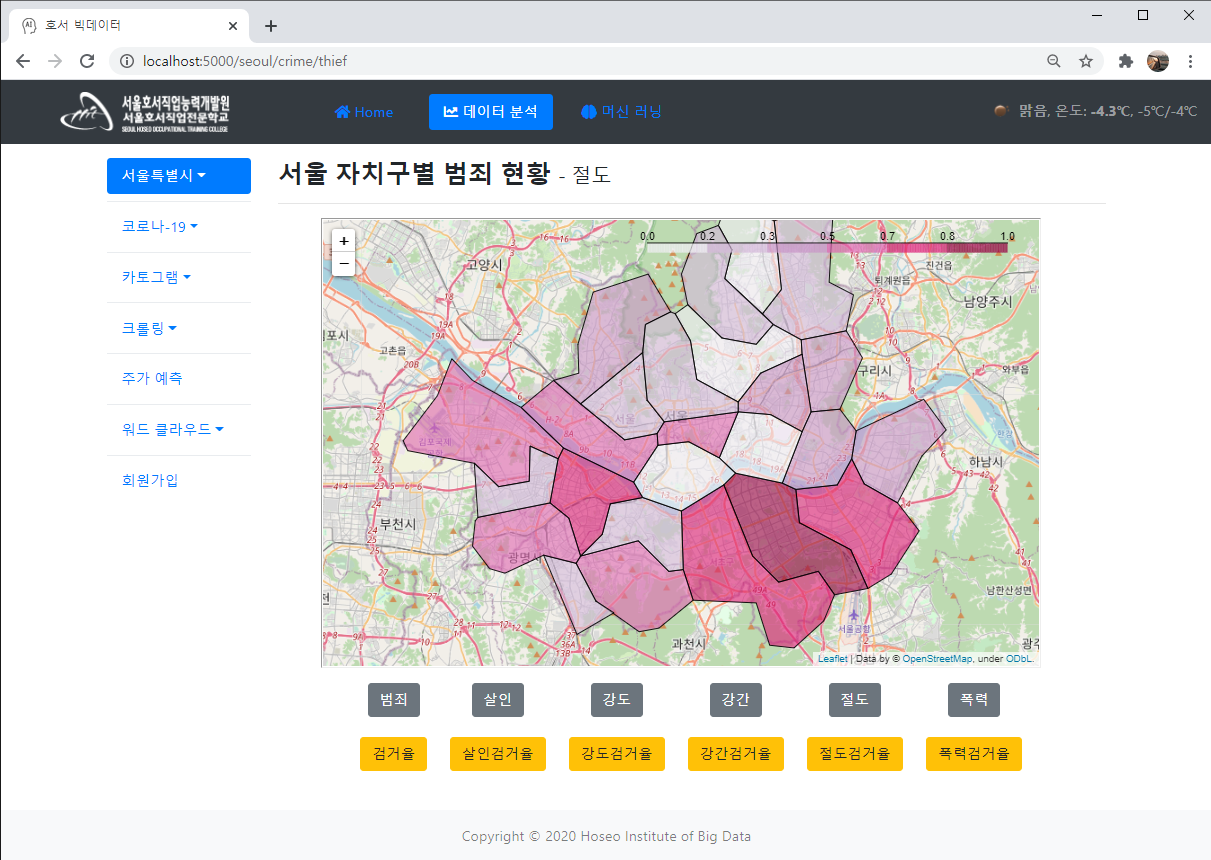 호서 빅데이터
localhost:5000/seoul/crime/thief
서울호서직업능력개발원
서울호서직업전문학교
SEOUL HOSEO OCCUPATIONAL TRAINING COLLEGE
Home
데이터 분석
머신 러닝
맑음, 온도: -4.3℃, -5℃/-4℃
서울특별시
코로나-19
카토그램
크롤링
주가 예측
워드 클라우드
회원가입
서울 자치구별 범죄 현황 - 절도
+
−
0.0 0.2 0.3 0.5 0.7 0.8 1.0
고양시
진건읍
퇴계원읍
남양주시
고촌읍
구리시
와부읍
서울
서울
하남시
부천시
광명시
남한산성면
서울공항
과천시
Leaflet | Data by © OpenStreetMap, under ODbL.
범죄 살인 강도 강간 절도 폭력
검거율 살인검거율 강도검거율 강간검거율 절도검거율 폭력검거율
Copyright © 2020 Hoseo Institute of Big Data